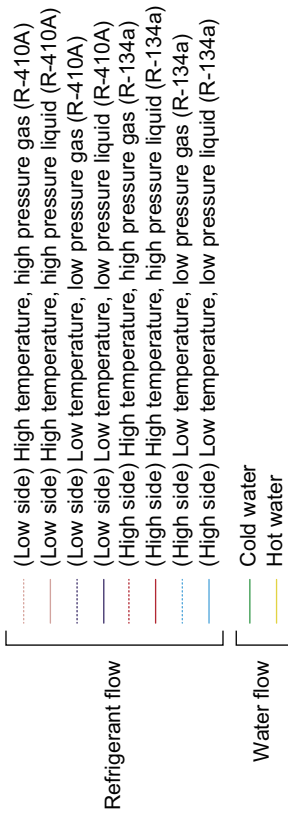 Refrigerant flow
(Low side) High temperature, high pressure gas (R-410A)
(Low side) High temperature, high pressure liquid (R-410A)
(Low side) Low temperature, low pressure gas (R-410A)
(Low side) Low temperature, low pressure liquid (R-410A)
(High side) High temperature, high pressure gas (R-134a)
(High side) High temperature, high pressure liquid (R-134a)
(High side) Low temperature, low pressure gas (R-134a)
(High side) Low temperature, low pressure liquid (R-134a)
Water flow
Cold water
Hot water